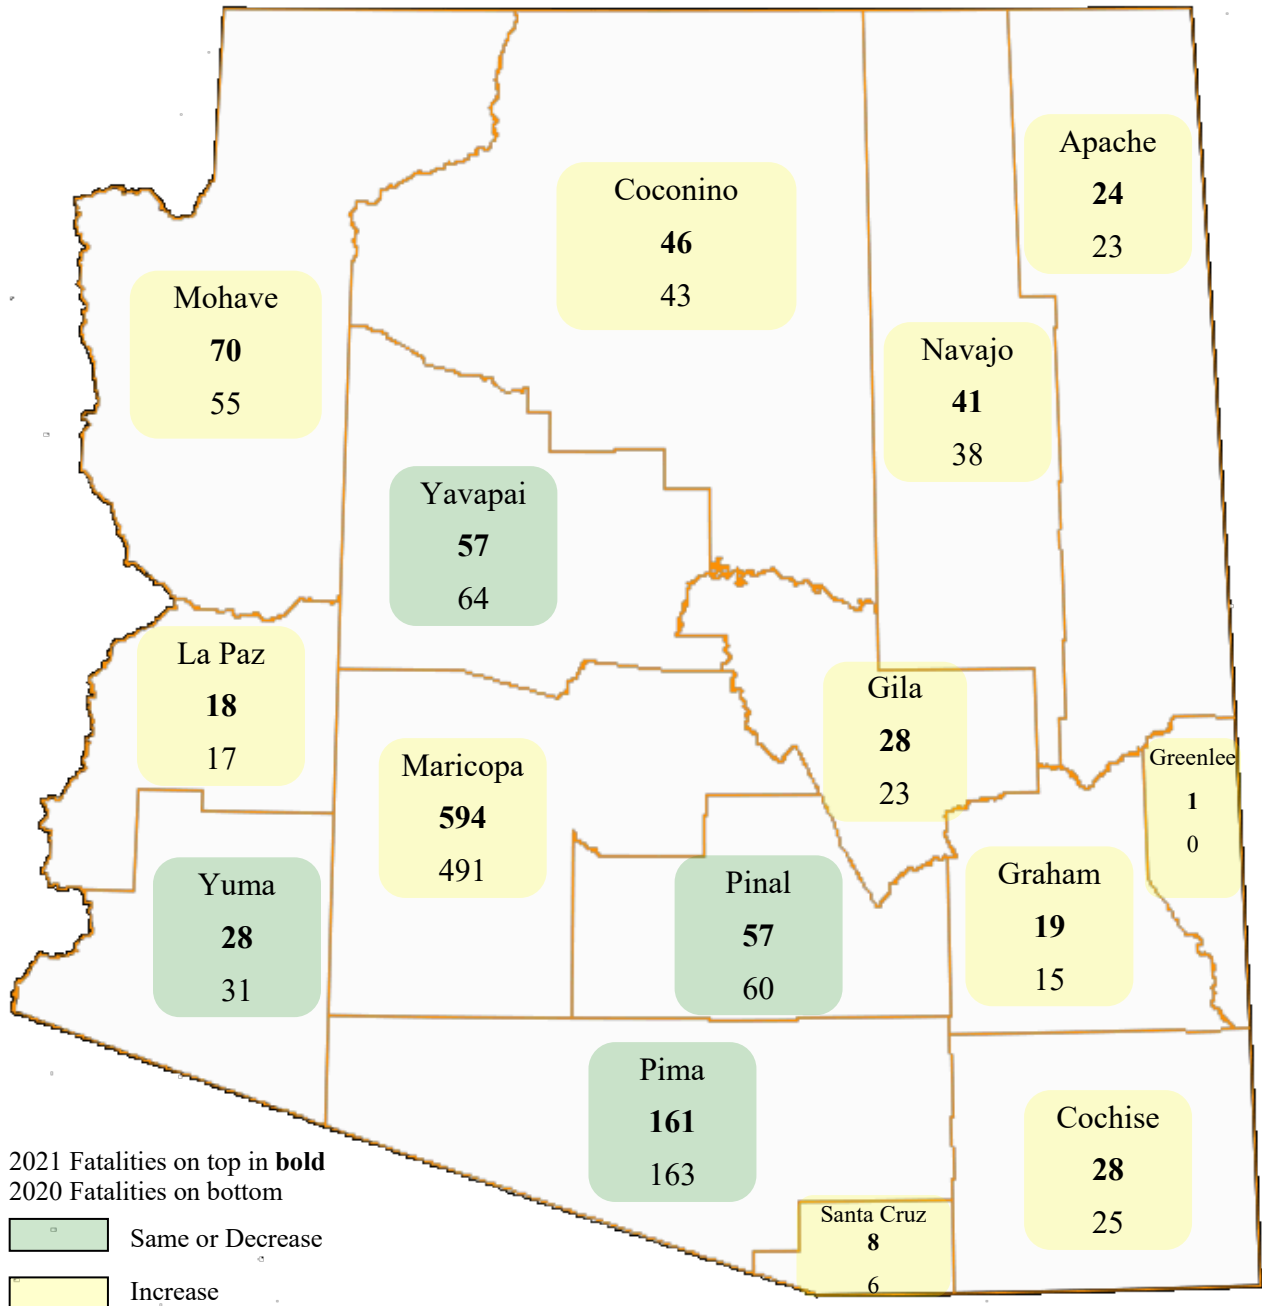 Apache
24
23
Coconino
46
43
Mohave
70
55
Navajo
41
38
Yavapai
57
64
La Paz
18
17
Gila
28
23
Maricopa
594
491
Greenlee
1
0
Yuma
28
31
Pinal
57
60
Graham
19
15
Pima
161
163
Cochise
28
25
Santa Cruz
8
6
2021 Fatalities on top in bold
2020 Fatalities on bottom
Same or Decrease
Increase